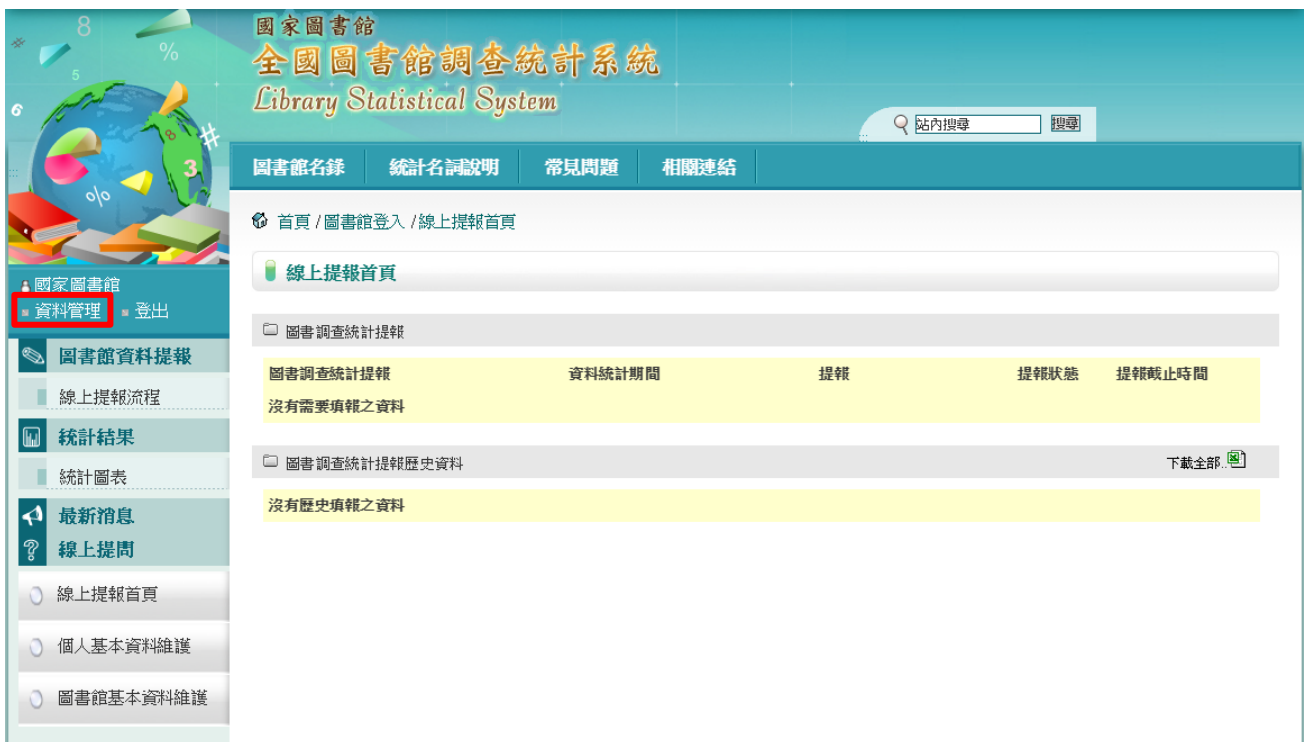 8
%
5
6
8
#
3
%
國家圖書館
全國圖書館調查統計系統
Library Statistical System
站內搜尋 搜尋
圖書館名錄 統計名詞說明 常見問題 相關連結
首頁 / 圖書館登入 / 線上提報首頁
國家圖書館
資料管理 登出
圖書館資料提報
線上提報流程
統計結果
統計圖表
最新消息
線上提問
線上提報首頁
個人基本資料維護
圖書館基本資料維護
線上提報首頁
圖書調查統計提報
圖書調查統計提報 資料統計期間 提報 提報狀態 提報截止時間
沒有需要填報之資料
圖書調查統計提報歷史資料 下載全部..
沒有歷史填報之資料